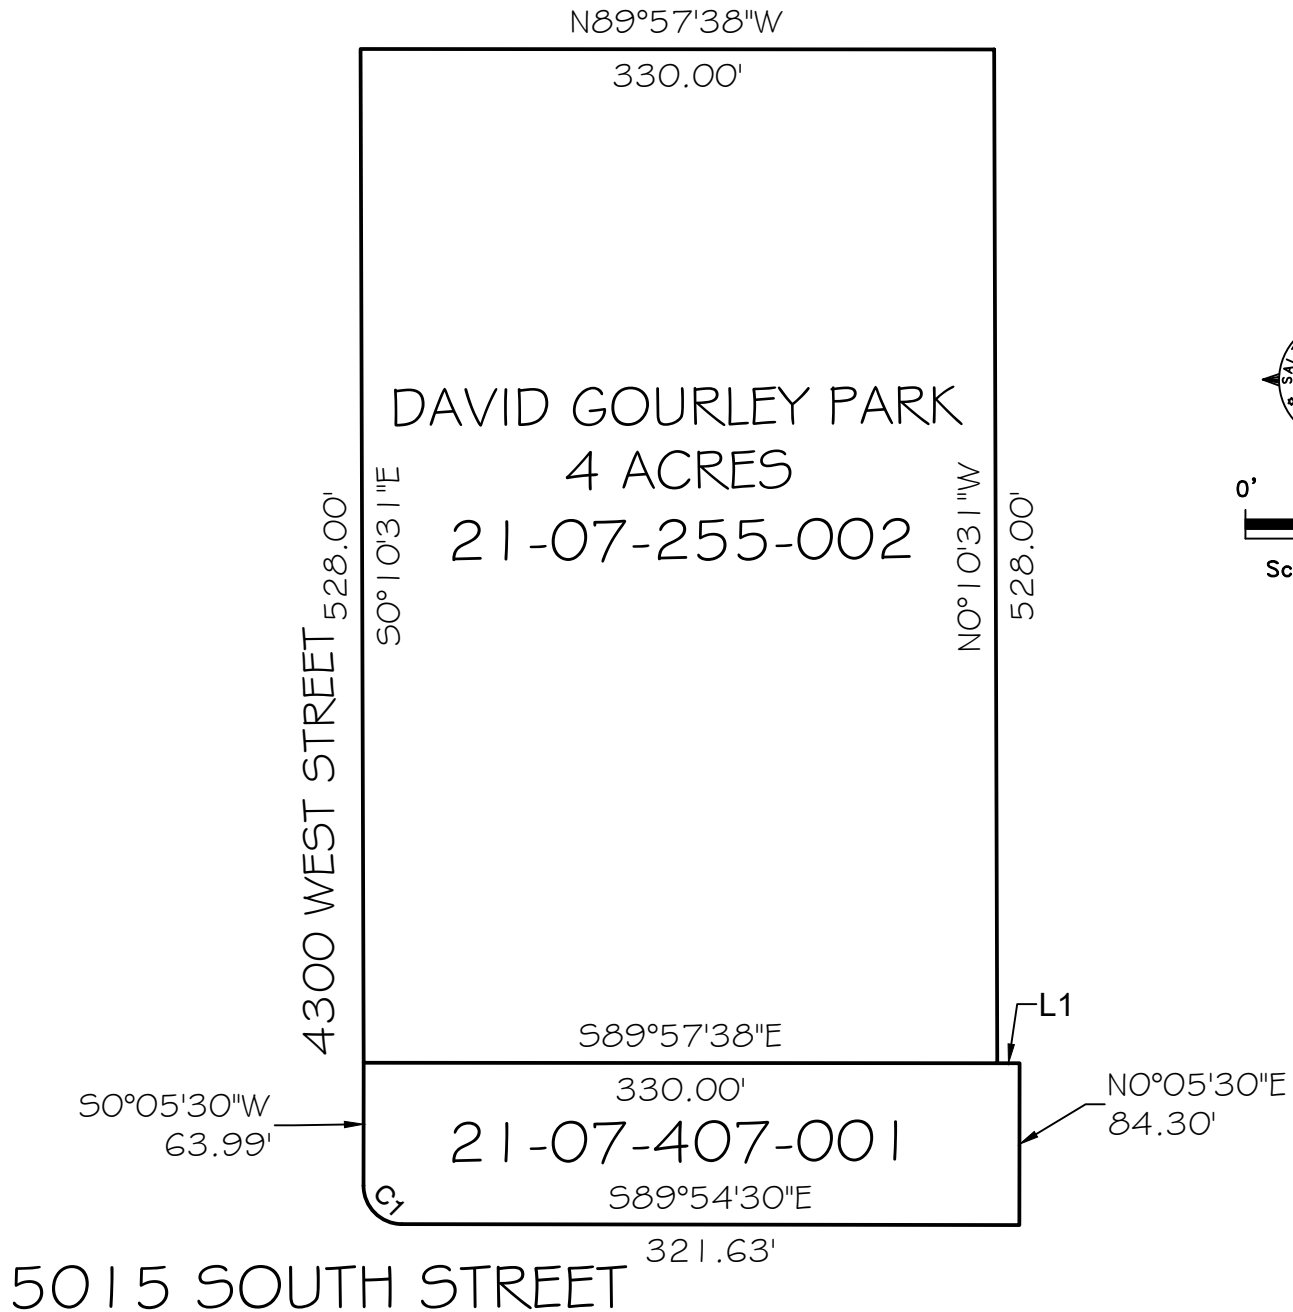 N89°57'38"W
330.00'
DAVID GOURLEY PARK
4 ACRES
21-07-255-002
528.00'
S0°10'31"E
N0°10'31"W
528.00'
4300 WEST STREET
0'
Sc
L1
S89°57'38"E
330.00'
S0°05'30"W
63.99'
N0°05'30"E
84.30'
21-07-407-001
C1
S89°54'30"E
321.63'
5015 SOUTH STREET